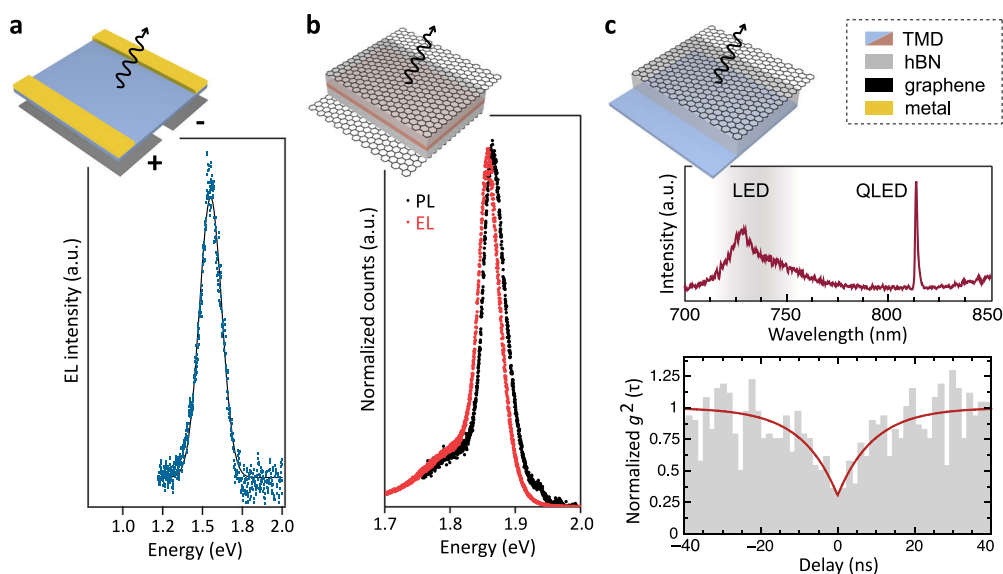 a
-
+
EL intensity (a.u.)
1.0 1.2 1.5 1.8 2.0
Energy (eV)
b
PL
EL
Normalized counts (a.u.)
1.7 1.8 1.9 2.0
Energy (eV)
c
TMD
hBN
graphene
metal
LED
QLED
Intensity (a.u.)
700 750 800 850
Wavelength (nm)
Normalized g² (τ)
1.25
1
0.75
0.5
0.25
0
−40 −20 0 20 40
Delay (ns)